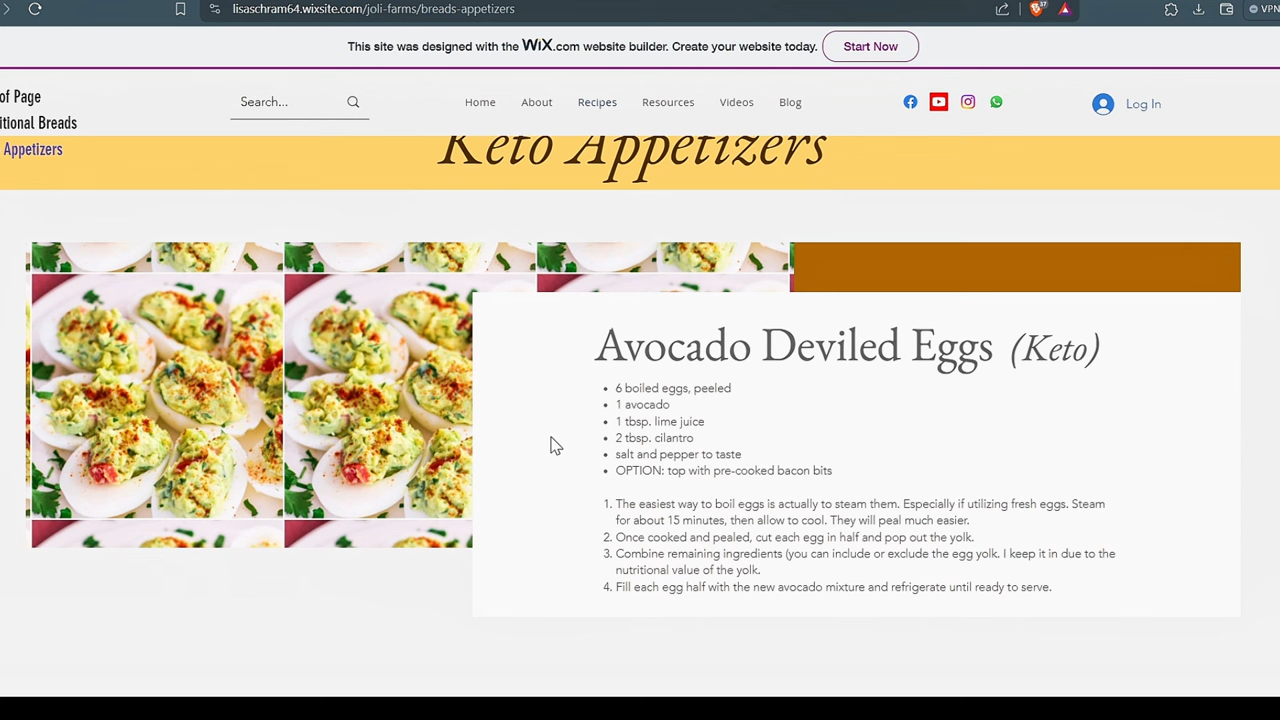 lisaschram64.wixsite.com/joli-farms/breads-appetizers
VPN
This site was designed with the WiX.com website builder. Create your website today.
Start Now
of Page
itional Breads
Appetizers
Search...
Home
About
Recipes
Resources
Videos
Blog
Log In
Keto Appetizers
Avocado Deviled Eggs (Keto)
• 6 boiled eggs, peeled
• 1 avocado
• 1 tbsp. lime juice
• 2 tbsp. cilantro
• salt and pepper to taste
• OPTION: top with pre-cooked bacon bits
1. The easiest way to boil eggs is actually to steam them. Especially if utilizing fresh eggs. Steam
for about 15 minutes, then allow to cool. They will peal much easier.
2. Once cooked and pealed, cut each egg in half and pop out the yolk.
3. Combine remaining ingredients (you can include or exclude the egg yolk. I keep it in due to the
nutritional value of the yolk.
4. Fill each egg half with the new avocado mixture and refrigerate until ready to serve.